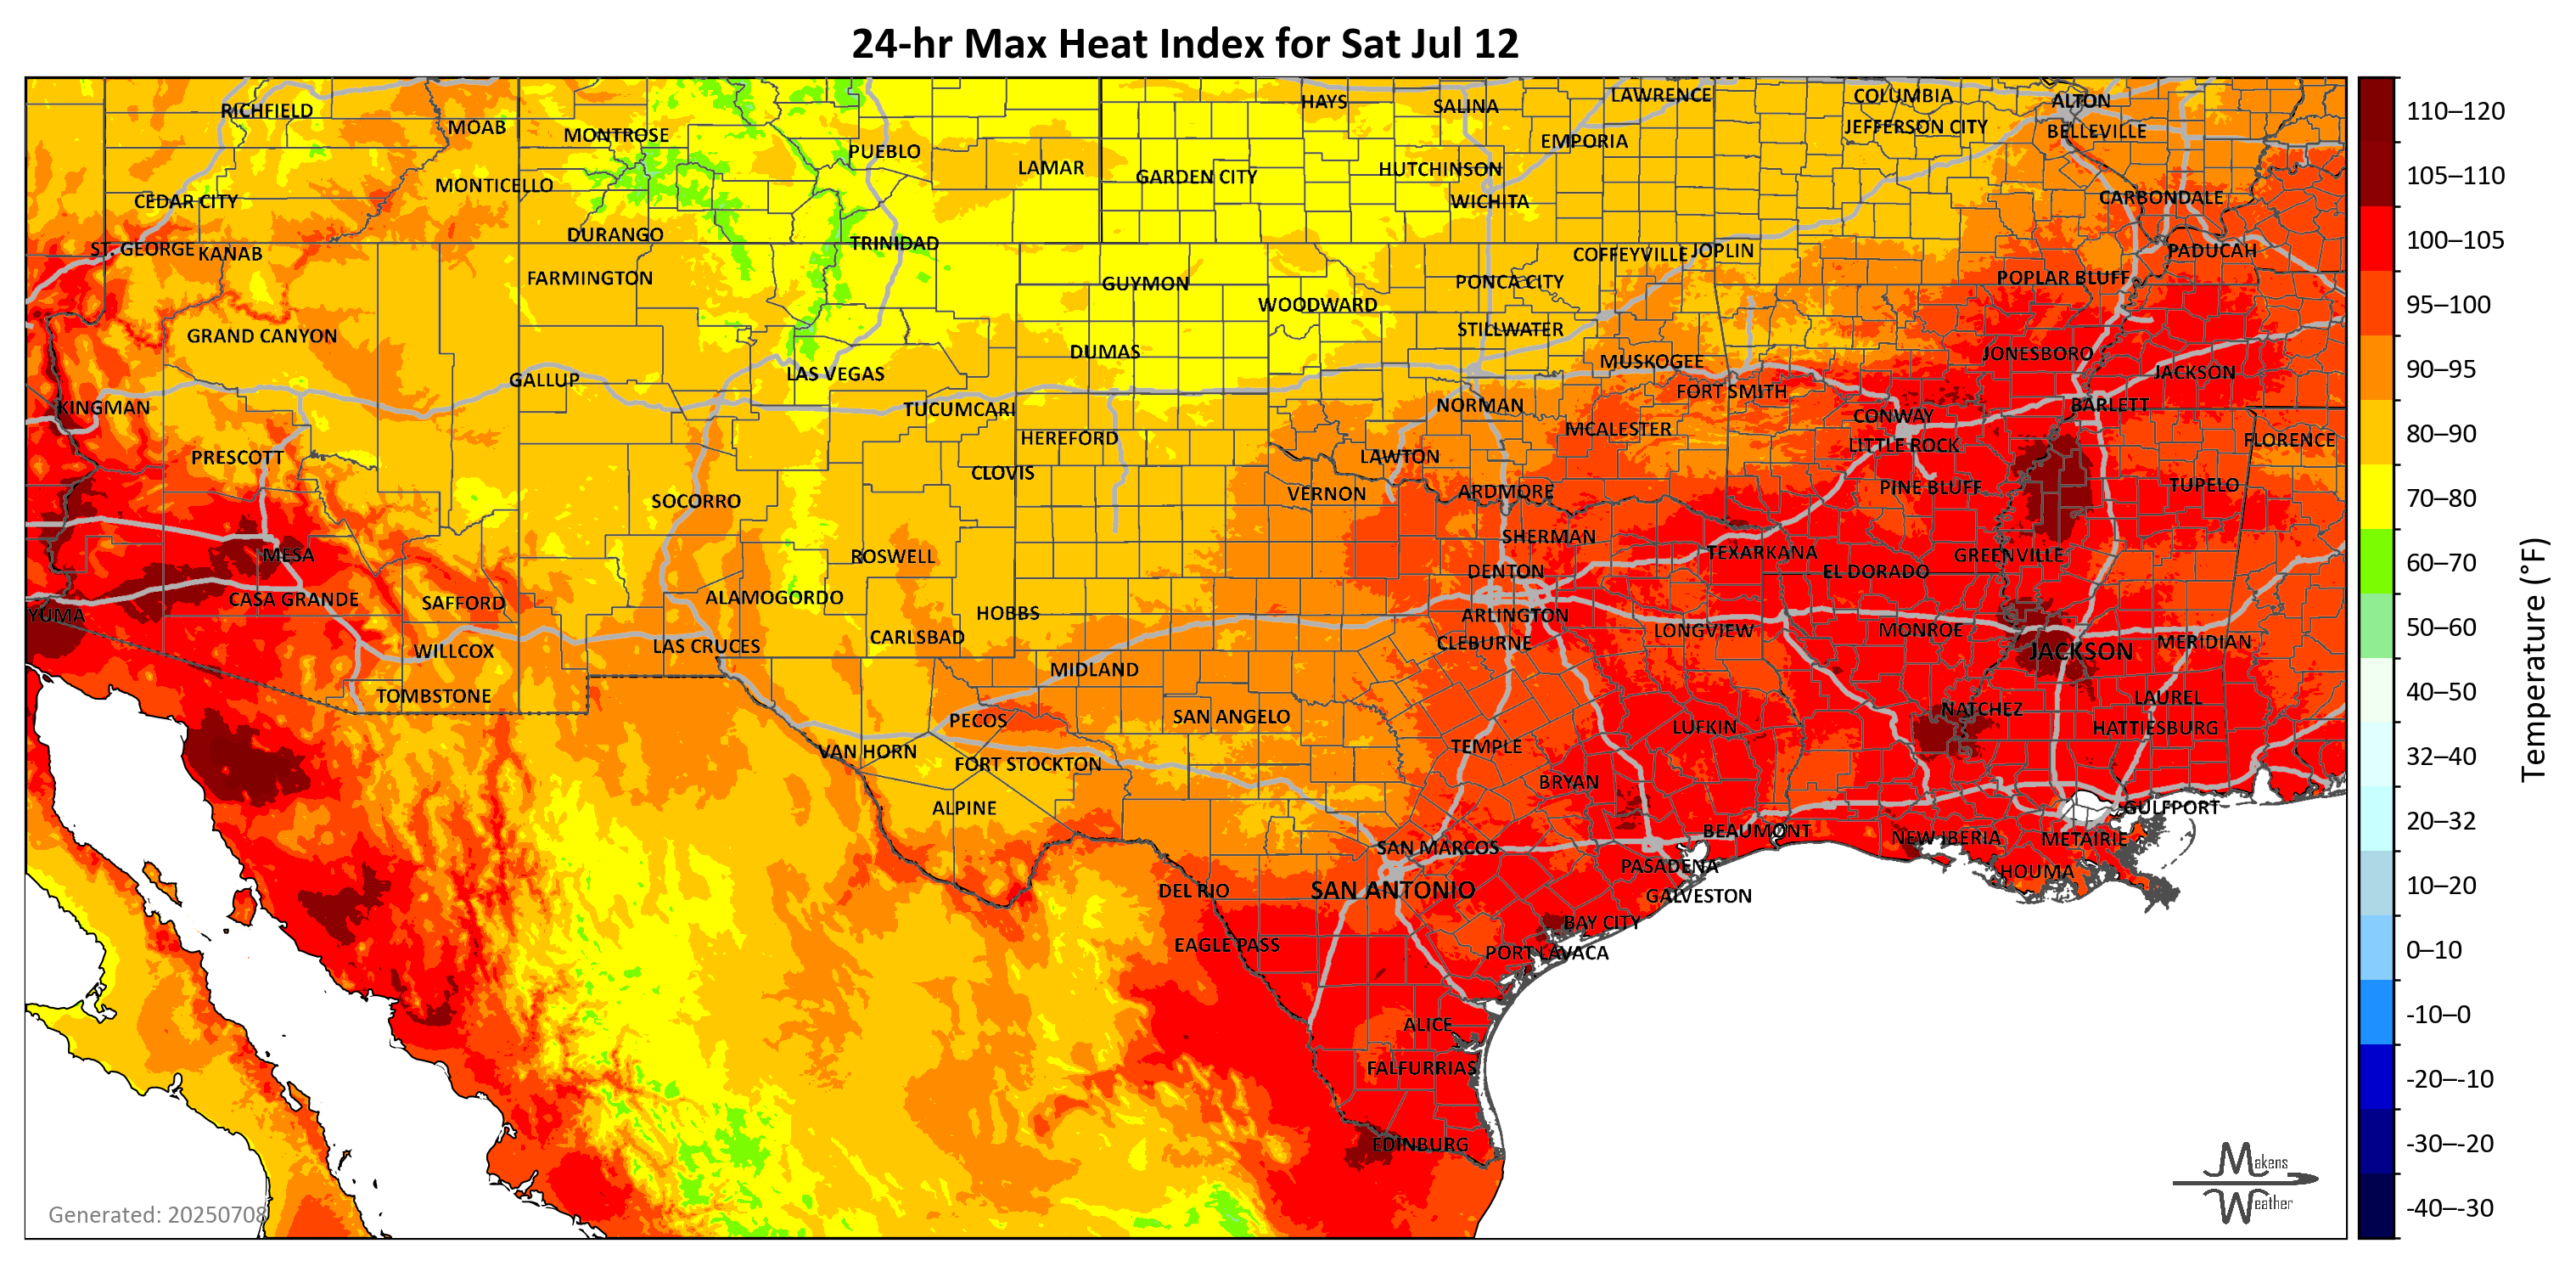 24-hr Max Heat Index for Sat Jul 12
RICHFIELD
MOAB
MONTROSE
PUEBLO
LAMAR
HAYS
SALINA
LAWRENCE
COLUMBIA
ALTON
JEFFERSON CITY
BELLEVILLE
EMPORIA
HUTCHINSON
GARDEN CITY
MONTICELLO
CEDAR CITY
WICHITA
CARBONDALE
DURANGO
TRINIDAD
ST. GEORGE
KANAB
COFFEYVILLE
JOPLIN
PADUCAH
FARMINGTON
GUYMON
PONCA CITY
POPLAR BLUFF
WOODWARD
GRAND CANYON
STILLWATER
DUMAS
MUSKOGEE
JONESBORO
GALLUP
LAS VEGAS
JACKSON
FORT SMITH
KINGMAN
TUCUMCARI
NORMAN
BARLETT
CONWAY
MCALESTER
HEREFORD
LITTLE ROCK
FLORENCE
PRESCOTT
LAWTON
CLOVIS
PINE BLUFF
TUPELO
SOCORRO
VERNON
ARDMORE
SHERMAN
MESA
ROSWELL
TEXARKANA
GREENVILLE
DENTON
EL DORADO
CASA GRANDE
SAFFORD
ALAMOGORDO
HOBBS
YUMA
ARLINGTON
LONGVIEW
MONROE
CARLSBAD
LAS CRUCES
CLEBURNE
WILLCOX
JACKSON
MERIDIAN
MIDLAND
TOMBSTONE
LAUREL
NATCHEZ
PECOS
SAN ANGELO
LUFKIN
HATTIESBURG
VAN HORN
TEMPLE
FORT STOCKTON
BRYAN
ALPINE
GULFPORT
BEAUMONT
NEW IBERIA
METAIRIE
SAN MARCOS
PASADENA
HOUMA
DEL RIO
SAN ANTONIO
GALVESTON
BAY CITY
EAGLE PASS
PORT LAVACA
ALICE
FALFURRIAS
EDINBURG
Generated: 20250708
Makens
Weather
110–120
105–110
100–105
95–100
90–95
80–90
70–80
60–70
50–60
40–50
32–40
20–32
10–20
0–10
-10–0
-20–-10
-30–-20
-40–-30
Temperature (°F)